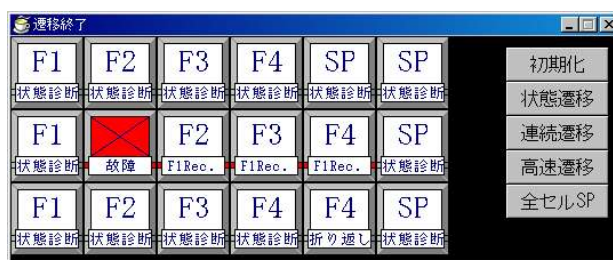 遷移終了
F1 F2 F3 F4 SP SP
状態診断 状態診断 状態診断 状態診断 状態診断 状態診断
F1 F2 F3 F4 SP
状態診断 故障 F1Rec. F1Rec. F1Rec. 状態診断
F1 F2 F3 F4 F4 SP
状態診断 状態診断 状態診断 状態診断 折り返し 状態診断
初期化
状態遷移
連続遷移
高速遷移
全セルSP